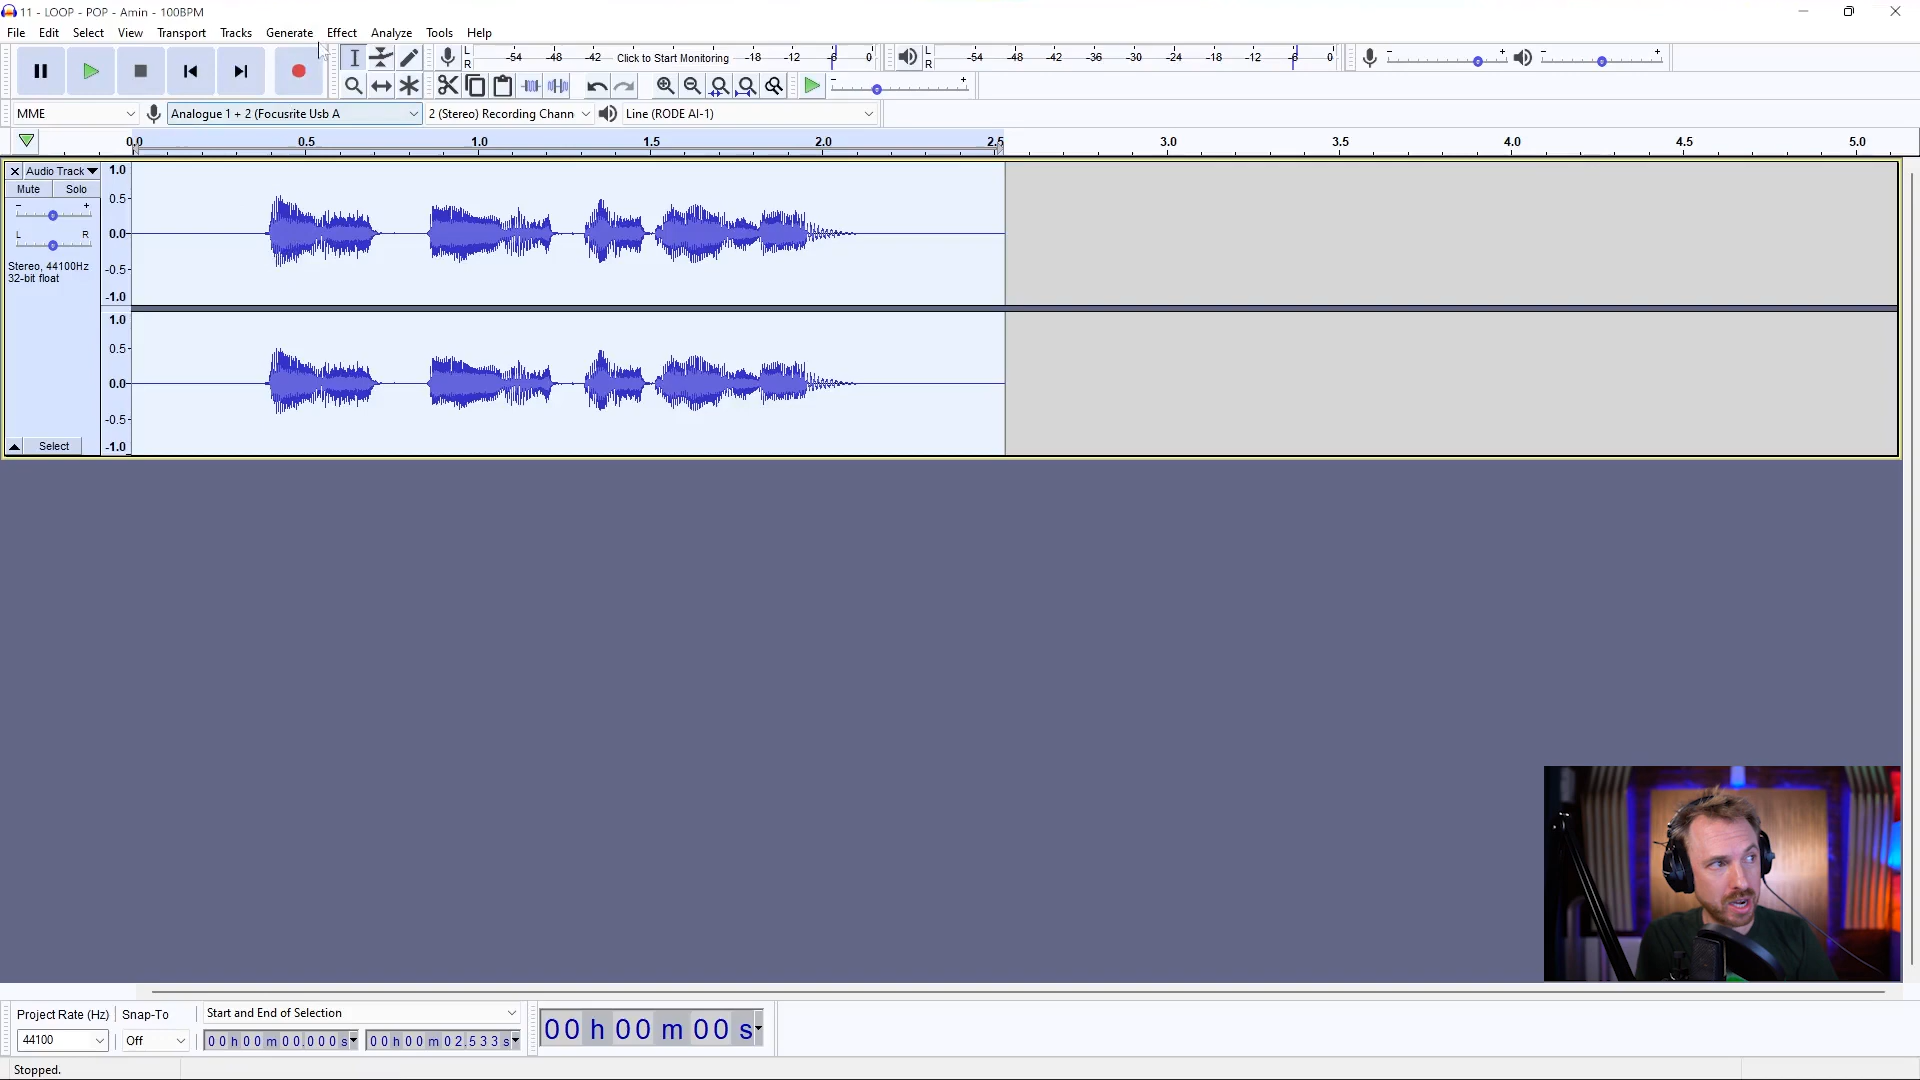 11 - LOOP - POP - Amin - 100BPM
File Edit Select View Transport Tracks Generate Effect Analyze Tools Help
L R -54 -48 -42 Click to Start Monitoring -18 -12 -6 0
L R -54 -48 -42 -36 -30 -24 -18 -12 -6 0
- + - +
- +
MME Analogue 1 + 2 (Focusrite Usb A 2 (Stereo) Recording Chann Line (RODE AI-1)
0.0 0.5 1.0 1.5 2.0 2.5 3.0 3.5 4.0 4.5 5.0
Audio Track
Mute Solo
- +
L R
Stereo, 44100Hz
32-bit float
Select
1.0
0.5
0.0
-0.5
-1.0
1.0
0.5
0.0
-0.5
-1.0
Project Rate (Hz) Snap-To Start and End of Selection
44100 Off 00 h 00 m 00.000 s 00 h 00 m 02.533 s
00 h 00 m 00 s
Stopped.